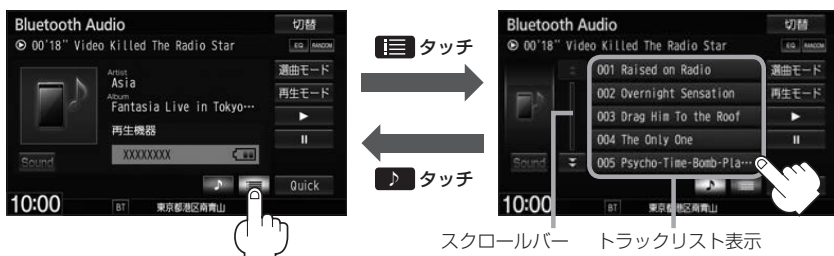 Bluetooth Audio
切替
00'18" Video Killed The Radio Star
EQ RANDOM
Artist
Asia
Album
Fantasia Live in Tokyo…
再生機器
XXXXXXXX
選曲モード
再生モード
Sound
Quick
10:00
BT
東京都港区南青山
タッチ
タッチ
Bluetooth Audio
切替
00'18" Video Killed The Radio Star
EQ RANDOM
001 Raised on Radio
002 Overnight Sensation
003 Drag Him To the Roof
004 The Only One
005 Psycho-Time-Bomb-Pla…
選曲モード
再生モード
Sound
10:00
BT
東京都港区南青山
スクロールバー
トラックリスト表示